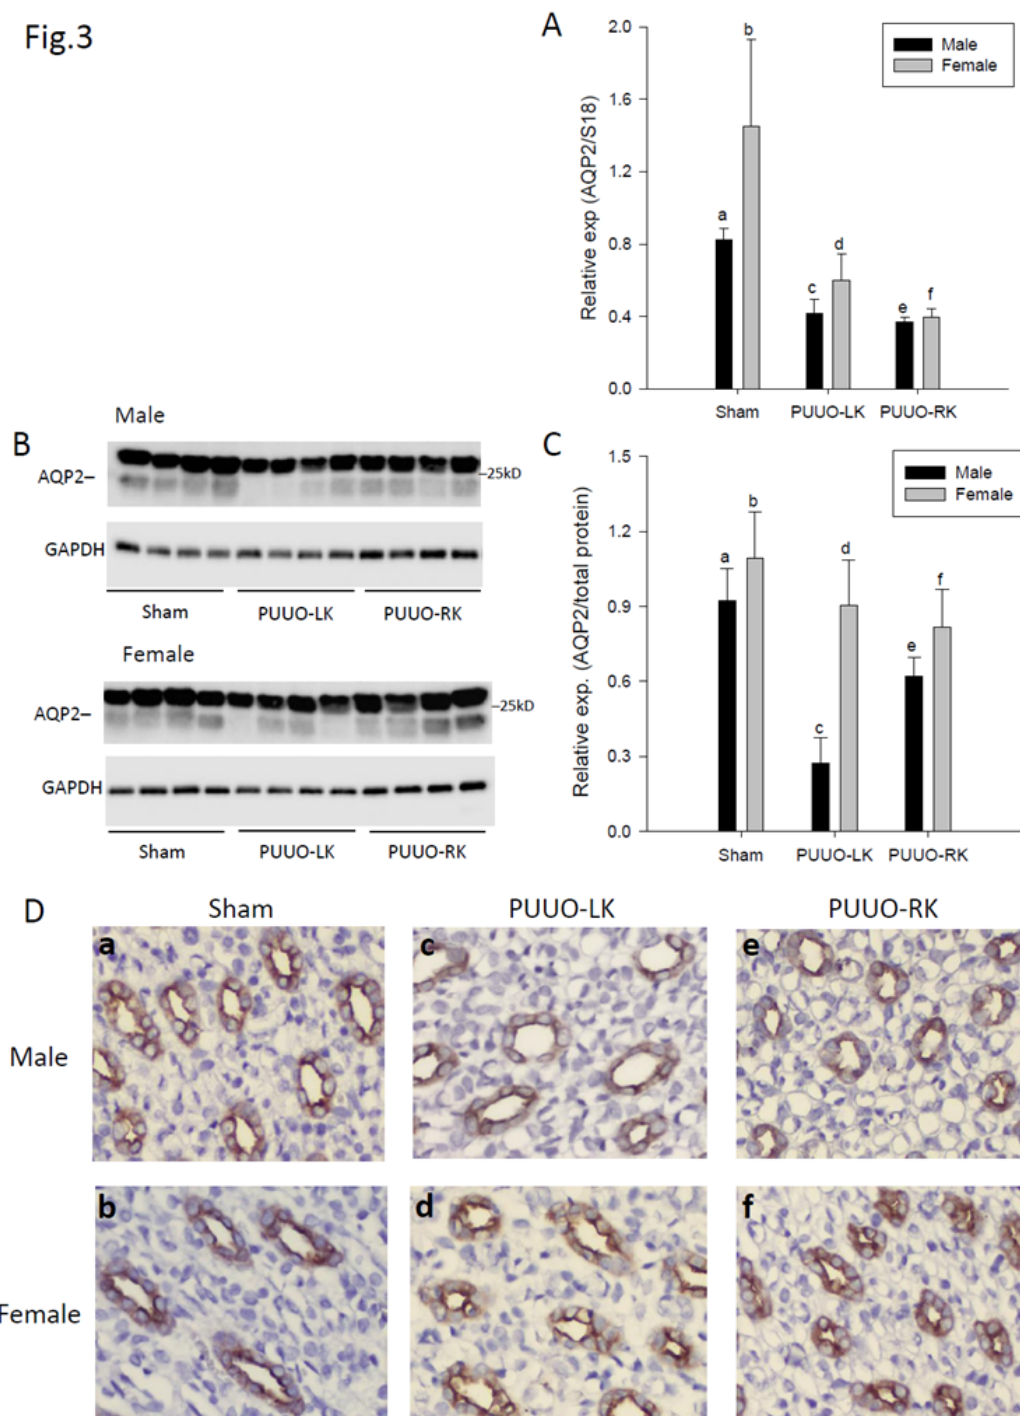 Fig.3
A
2.0
1.6
1.2
0.8
0.4
0.0
Relative exp (AQP2/S18)
Male
Female
a
b
c
d
e
f
Sham
PUUO-LK
PUUO-RK
B
Male
AQP2–
–25kD
GAPDH
Sham
PUUO-LK
PUUO-RK
Female
AQP2–
–25kD
GAPDH
Sham
PUUO-LK
PUUO-RK
C
1.5
1.2
0.9
0.6
0.3
0.0
Relative exp. (AQP2/total protein)
Male
Female
a
b
c
d
e
f
Sham
PUUO-LK
PUUO-RK
D
Sham
PUUO-LK
PUUO-RK
Male
a
c
e
Female
b
d
f